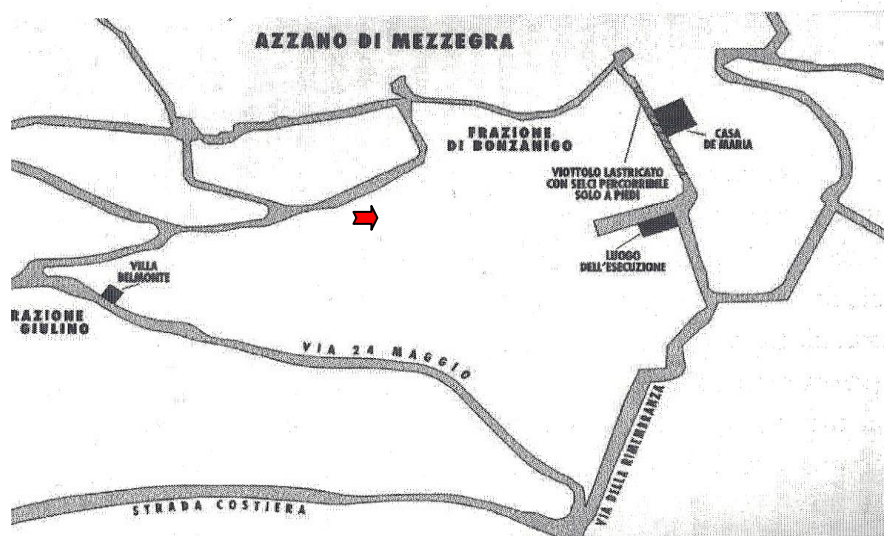 AZZANO DI MEZZEGRA
FRAZIONE
DI BONZANIGO
CASA
DE MARIA
VIOTTOLO LASTRICATO
CON SELCI PERCORRIBILE
SOLO A PIEDI
LUOGO
DELL'ESECUZIONE
VILLA
BELMONTE
RAZIONE
GIULINO
VIA 24 MAGGIO
VIA DELLA RIMEMBRANZA
STRADA COSTIERA